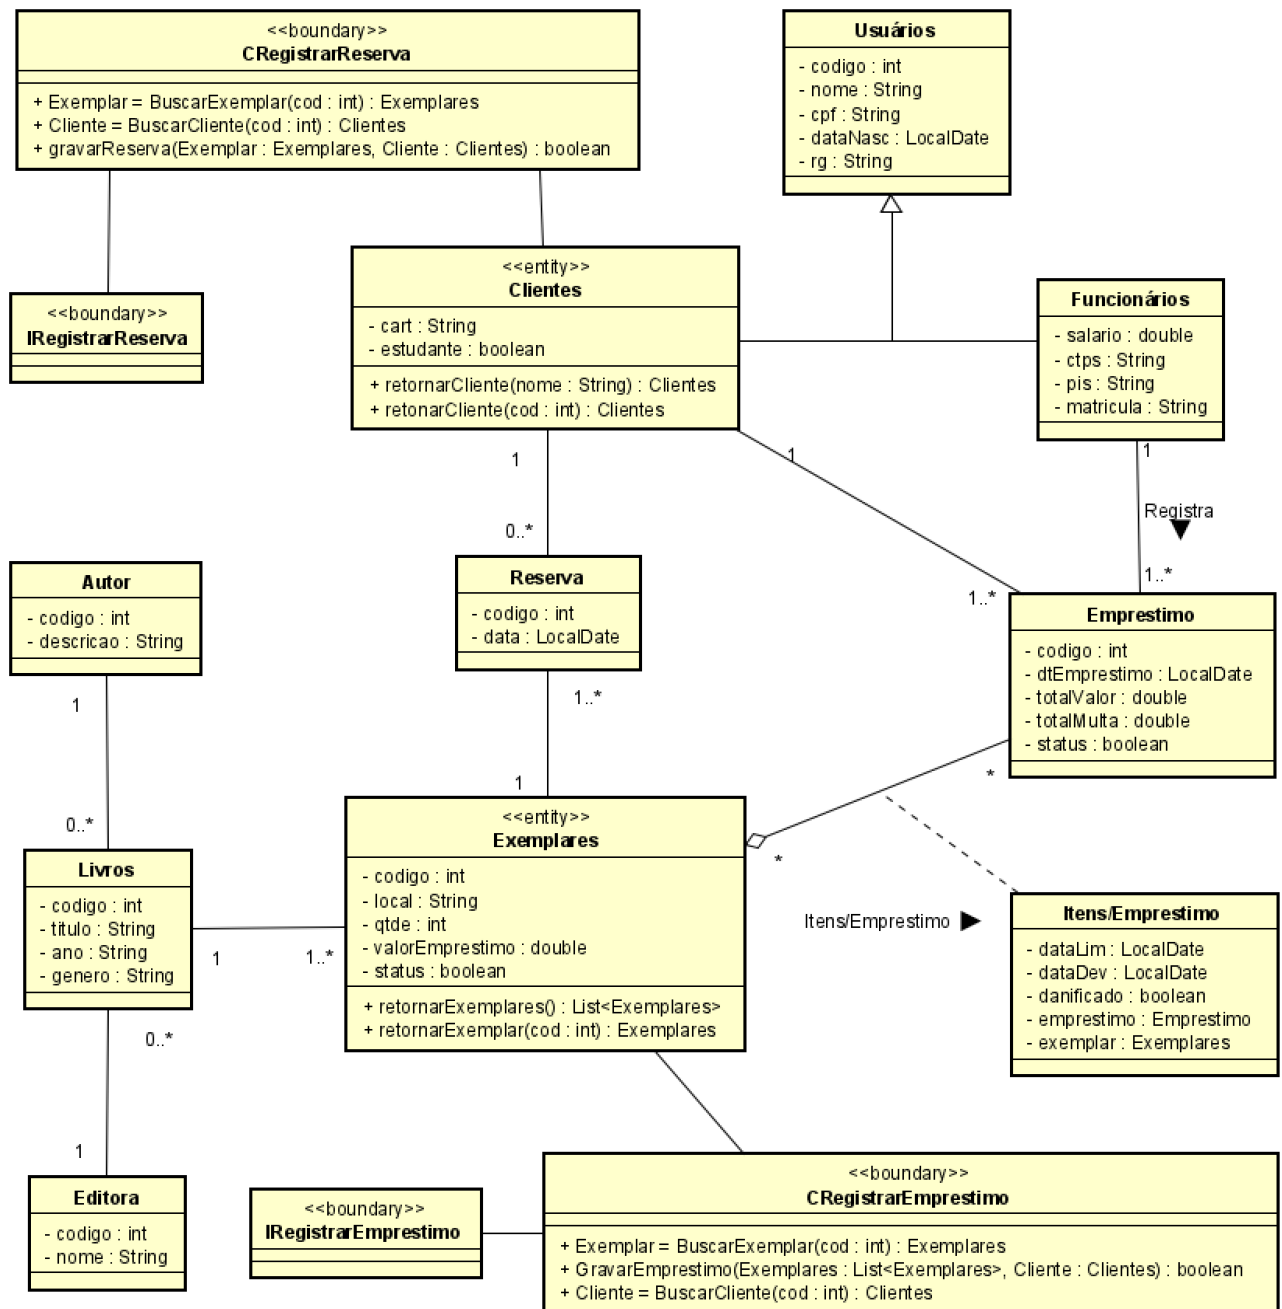 <<boundary>>
CRegistrarReserva
+ Exemplar = BuscarExemplar(cod : int) : Exemplares
+ Cliente = BuscarCliente(cod : int) : Clientes
+ gravarReserva(Exemplar : Exemplares, Cliente : Clientes) : boolean
Usuários
- codigo : int
- nome : String
- cpf : String
- dataNasc : LocalDate
- rg : String
<<boundary>>
IRegistrarReserva
<<entity>>
Clientes
- cart : String
- estudante : boolean
+ retornarCliente(nome : String) : Clientes
+ retonarCliente(cod : int) : Clientes
Funcionários
- salario : double
- ctps : String
- pis : String
- matricula : String
1
0..*
1
1..*
1
Registra
1..*
Autor
- codigo : int
- descricao : String
Reserva
- codigo : int
- data : LocalDate
Emprestimo
- codigo : int
- dtEmprestimo : LocalDate
- totalValor : double
- totalMulta : double
- status : boolean
1
0..*
1..*
1
*
*
Livros
- codigo : int
- titulo : String
- ano : String
- genero : String
1
1..*
<<entity>>
Exemplares
- codigo : int
- local : String
- qtde : int
- valorEmprestimo : double
- status : boolean
+ retornarExemplares() : List<Exemplares>
+ retornarExemplar(cod : int) : Exemplares
Itens/Emprestimo
Itens/Emprestimo
- dataLim : LocalDate
- dataDev : LocalDate
- danificado : boolean
- emprestimo : Emprestimo
- exemplar : Exemplares
0..*
1
Editora
- codigo : int
- nome : String
<<boundary>>
IRegistrarEmprestimo
<<boundary>>
CRegistrarEmprestimo
+ Exemplar = BuscarExemplar(cod : int) : Exemplares
+ GravarEmprestimo(Exemplares : List<Exemplares>, Cliente : Clientes) : boolean
+ Cliente = BuscarCliente(cod : int) : Clientes